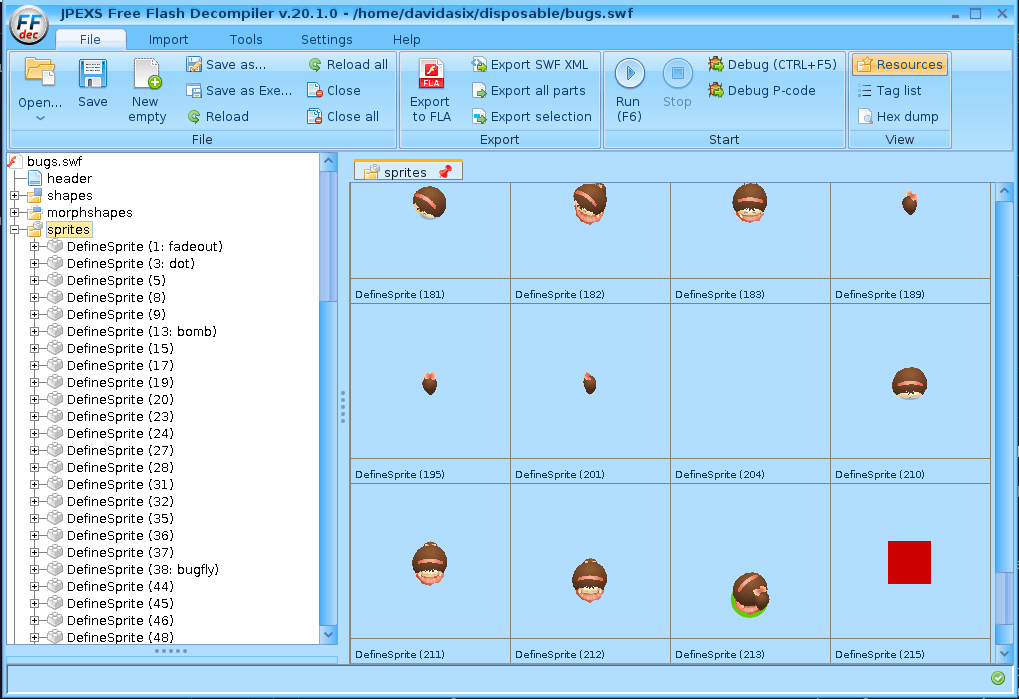 JPEXS Free Flash Decompiler v.20.1.0 - /home/davidasix/disposable/bugs.swf
FF dec
File Import Tools Settings Help
Open... Save New empty
Save as...
Save as Exe...
Reload
Reload all
Close
Close all
File
FLA
Export to FLA
Export SWF XML
Export all parts
Export selection
Export
Run (F6)
Stop
Debug (CTRL+F5)
Debug P-code
Start
Resources
Tag list
Hex dump
View
bugs.swf
header
shapes
morphshapes
sprites
DefineSprite (1: fadeout)
DefineSprite (3: dot)
DefineSprite (5)
DefineSprite (8)
DefineSprite (9)
DefineSprite (13: bomb)
DefineSprite (15)
DefineSprite (17)
DefineSprite (19)
DefineSprite (20)
DefineSprite (23)
DefineSprite (24)
DefineSprite (27)
DefineSprite (28)
DefineSprite (31)
DefineSprite (32)
DefineSprite (35)
DefineSprite (36)
DefineSprite (37)
DefineSprite (38: bugfly)
DefineSprite (44)
DefineSprite (45)
DefineSprite (46)
DefineSprite (48)
sprites
DefineSprite (181) DefineSprite (182) DefineSprite (183) DefineSprite (189)
DefineSprite (195) DefineSprite (201) DefineSprite (204) DefineSprite (210)
DefineSprite (211) DefineSprite (212) DefineSprite (213) DefineSprite (215)